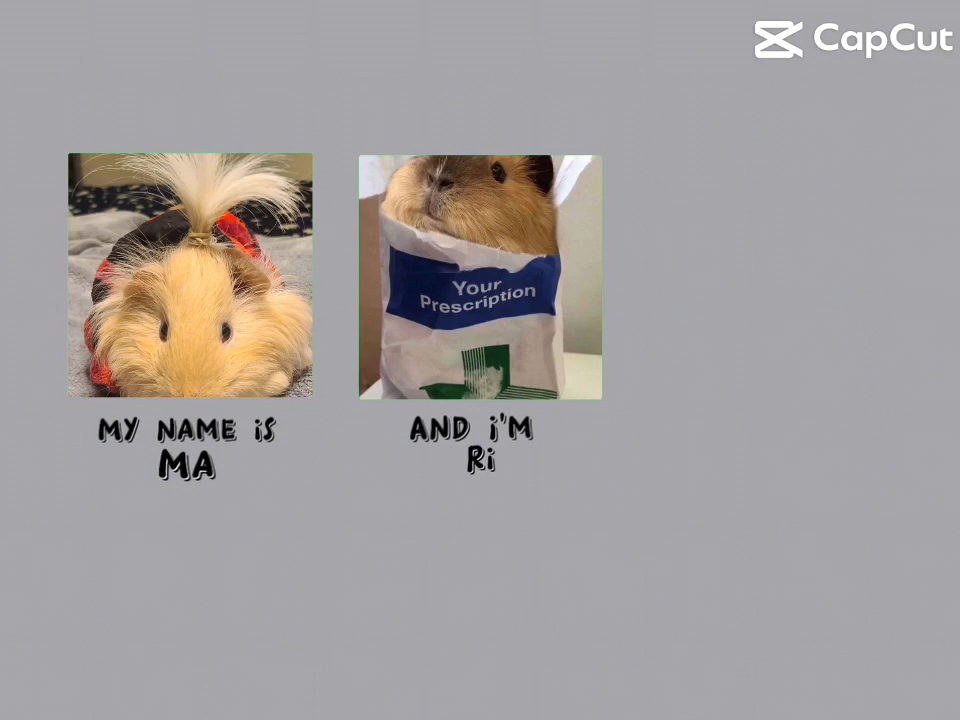 CapCut
Your
Prescription
MY NAME iS
MA
AND i'M
Ri